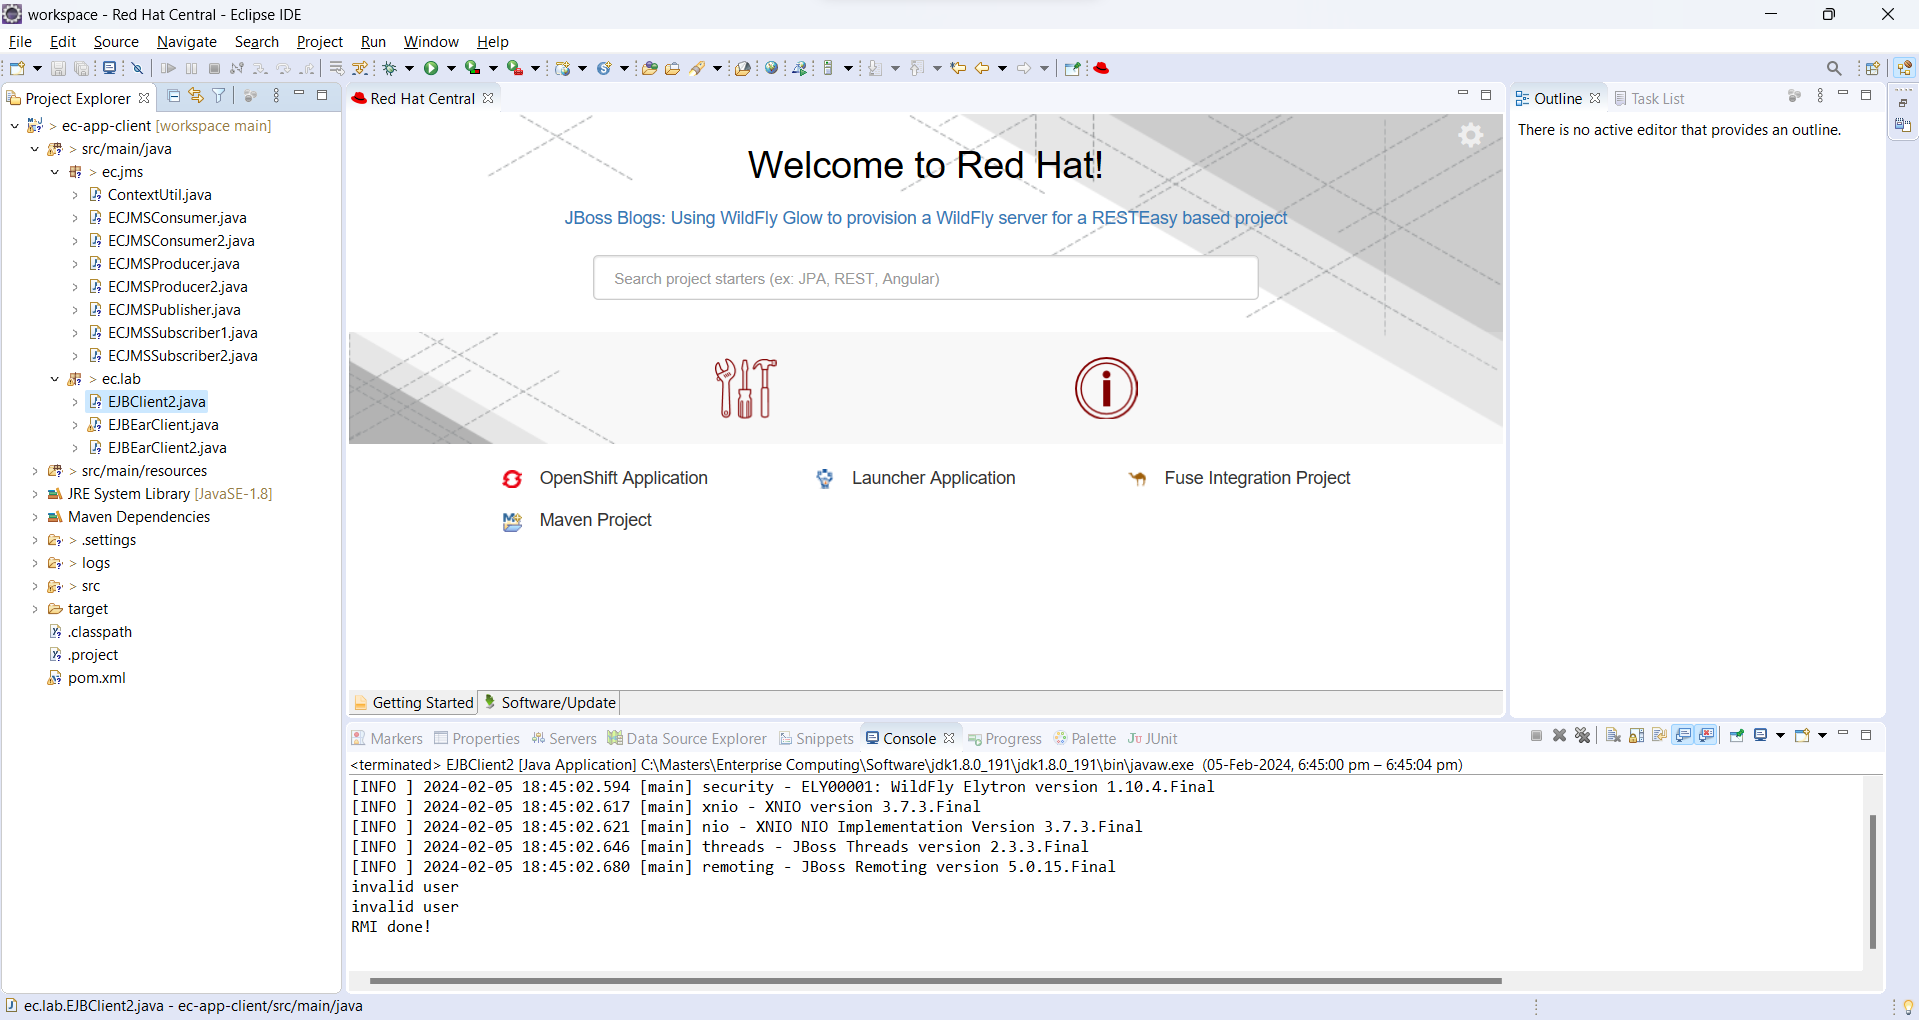 workspace - Red Hat Central - Eclipse IDE
File Edit Source Navigate Search Project Run Window Help
Project Explorer
> ec-app-client [workspace main]
> src/main/java
> ec.jms
ContextUtil.java
ECJMSConsumer.java
ECJMSConsumer2.java
ECJMSProducer.java
ECJMSProducer2.java
ECJMSPublisher.java
ECJMSSubscriber1.java
ECJMSSubscriber2.java
> ec.lab
EJBClient2.java
EJBEarClient.java
EJBEarClient2.java
> src/main/resources
JRE System Library [JavaSE-1.8]
Maven Dependencies
> .settings
> logs
> src
target
.classpath
.project
pom.xml
Red Hat Central
Welcome to Red Hat!
JBoss Blogs: Using WildFly Glow to provision a WildFly server for a RESTEasy based project
Search project starters (ex: JPA, REST, Angular)
OpenShift Application
Launcher Application
Fuse Integration Project
Maven Project
Getting Started Software/Update
Outline Task List
There is no active editor that provides an outline.
Markers Properties Servers Data Source Explorer Snippets Console Progress Palette JUnit
<terminated> EJBClient2 [Java Application] C:\Masters\Enterprise Computing\Software\jdk1.8.0_191\jdk1.8.0_191\bin\javaw.exe (05-Feb-2024, 6:45:00 pm – 6:45:04 pm)
[INFO ] 2024-02-05 18:45:02.594 [main] security - ELY00001: WildFly Elytron version 1.10.4.Final
[INFO ] 2024-02-05 18:45:02.617 [main] xnio - XNIO version 3.7.3.Final
[INFO ] 2024-02-05 18:45:02.621 [main] nio - XNIO NIO Implementation Version 3.7.3.Final
[INFO ] 2024-02-05 18:45:02.646 [main] threads - JBoss Threads version 2.3.3.Final
[INFO ] 2024-02-05 18:45:02.680 [main] remoting - JBoss Remoting version 5.0.15.Final
invalid user
invalid user
RMI done!
ec.lab.EJBClient2.java - ec-app-client/src/main/java